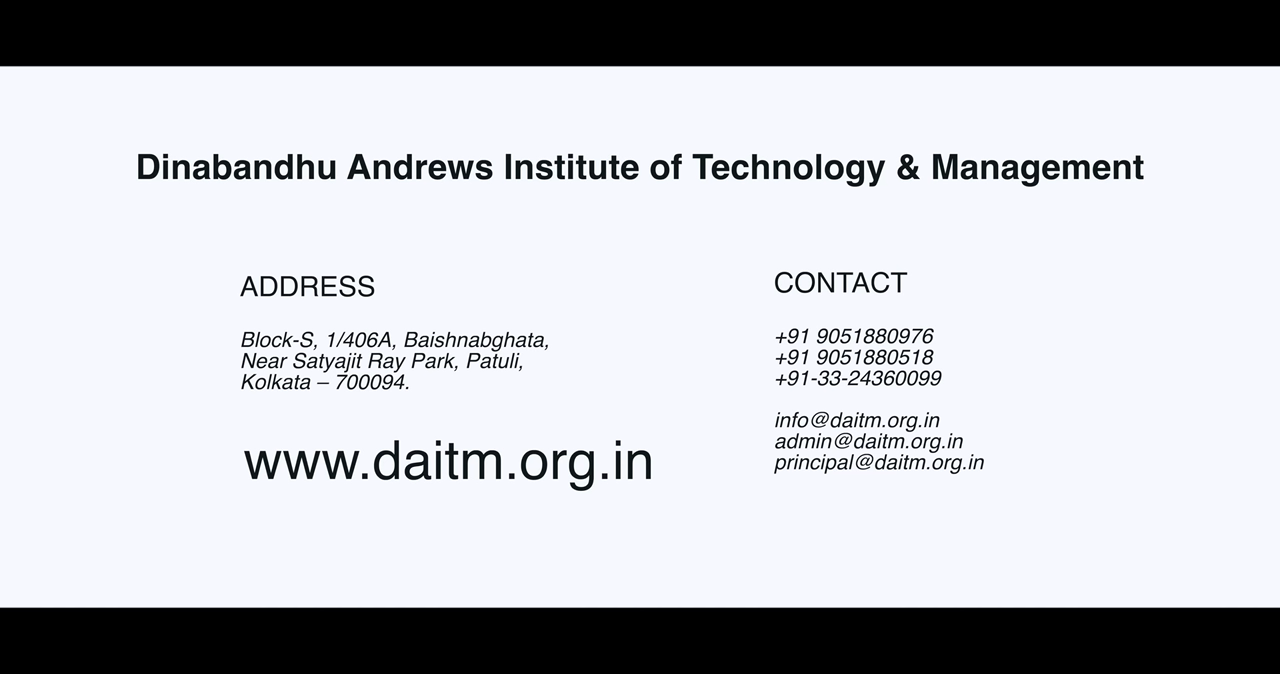 Dinabandhu Andrews Institute of Technology & Management
ADDRESS
Block-S, 1/406A, Baishnabghata,
Near Satyajit Ray Park, Patuli,
Kolkata – 700094.
www.daitm.org.in
CONTACT
+91 9051880976
+91 9051880518
+91-33-24360099
info@daitm.org.in
admin@daitm.org.in
principal@daitm.org.in